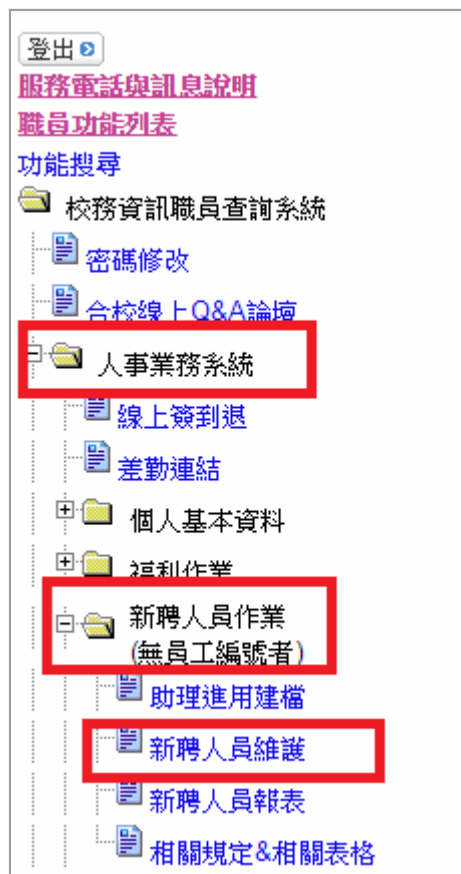 登出
服務電話與訊息說明
職員功能列表
功能搜尋
校務資訊職員查詢系統
密碼修改
合校線上Q&A論壇
人事業務系統
線上簽到退
差勤連結
個人基本資料
福利作業
新聘人員作業
(無員工編號者)
助理進用建檔
新聘人員維護
新聘人員報表
相關規定&相關表格